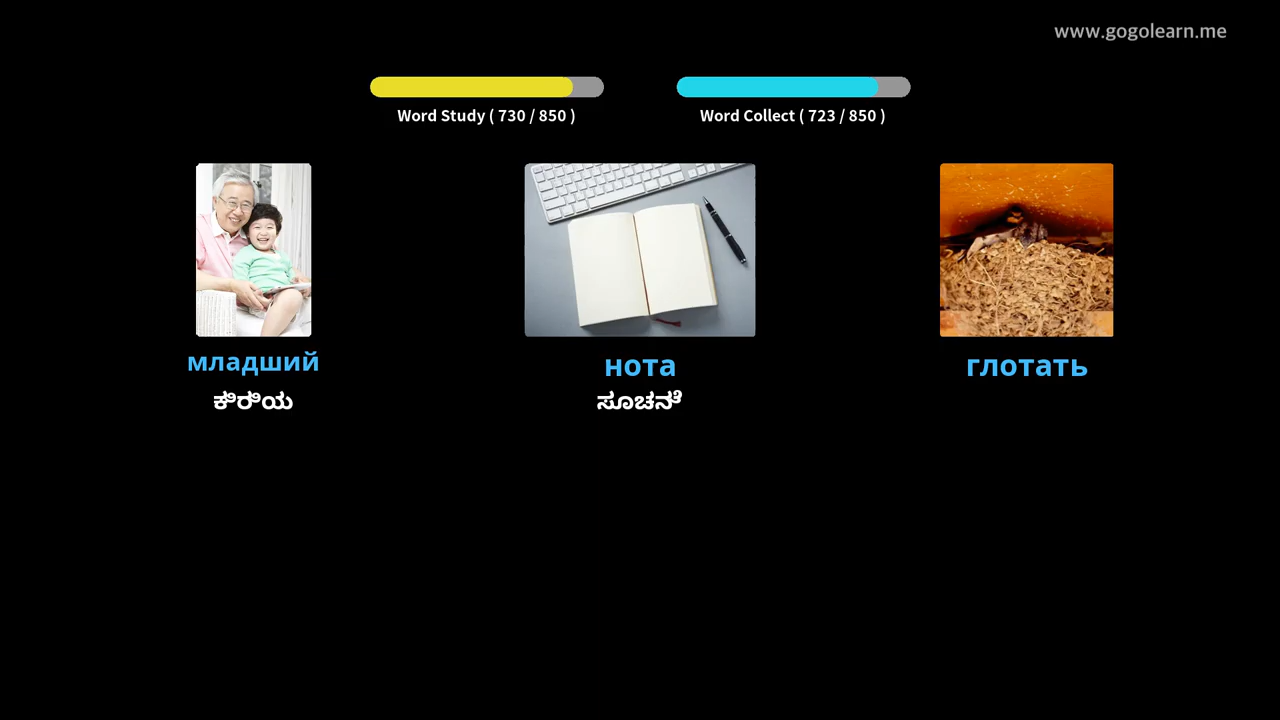 www.gogolearn.me
Word Study ( 730 / 850 )
Word Collect ( 723 / 850 )
младший
ಕಿರಿಯ
нота
ಸೂಚನೆ
глотать